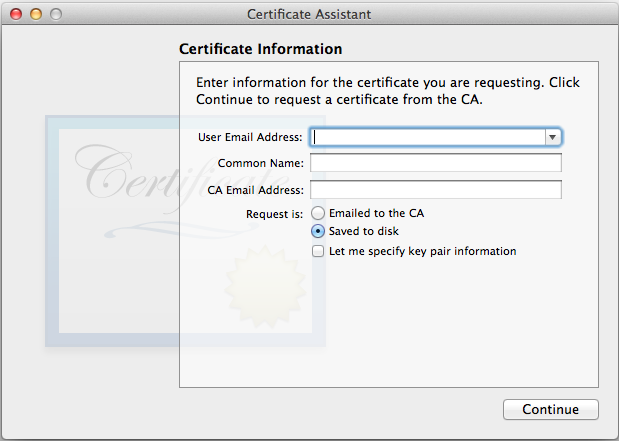 Certificate Assistant
Certificate Information
Enter information for the certificate you are requesting. Click
Continue to request a certificate from the CA.
Certificate
User Email Address:
Common Name:
CA Email Address:
Request is:
Emailed to the CA
Saved to disk
Let me specify key pair information
Continue